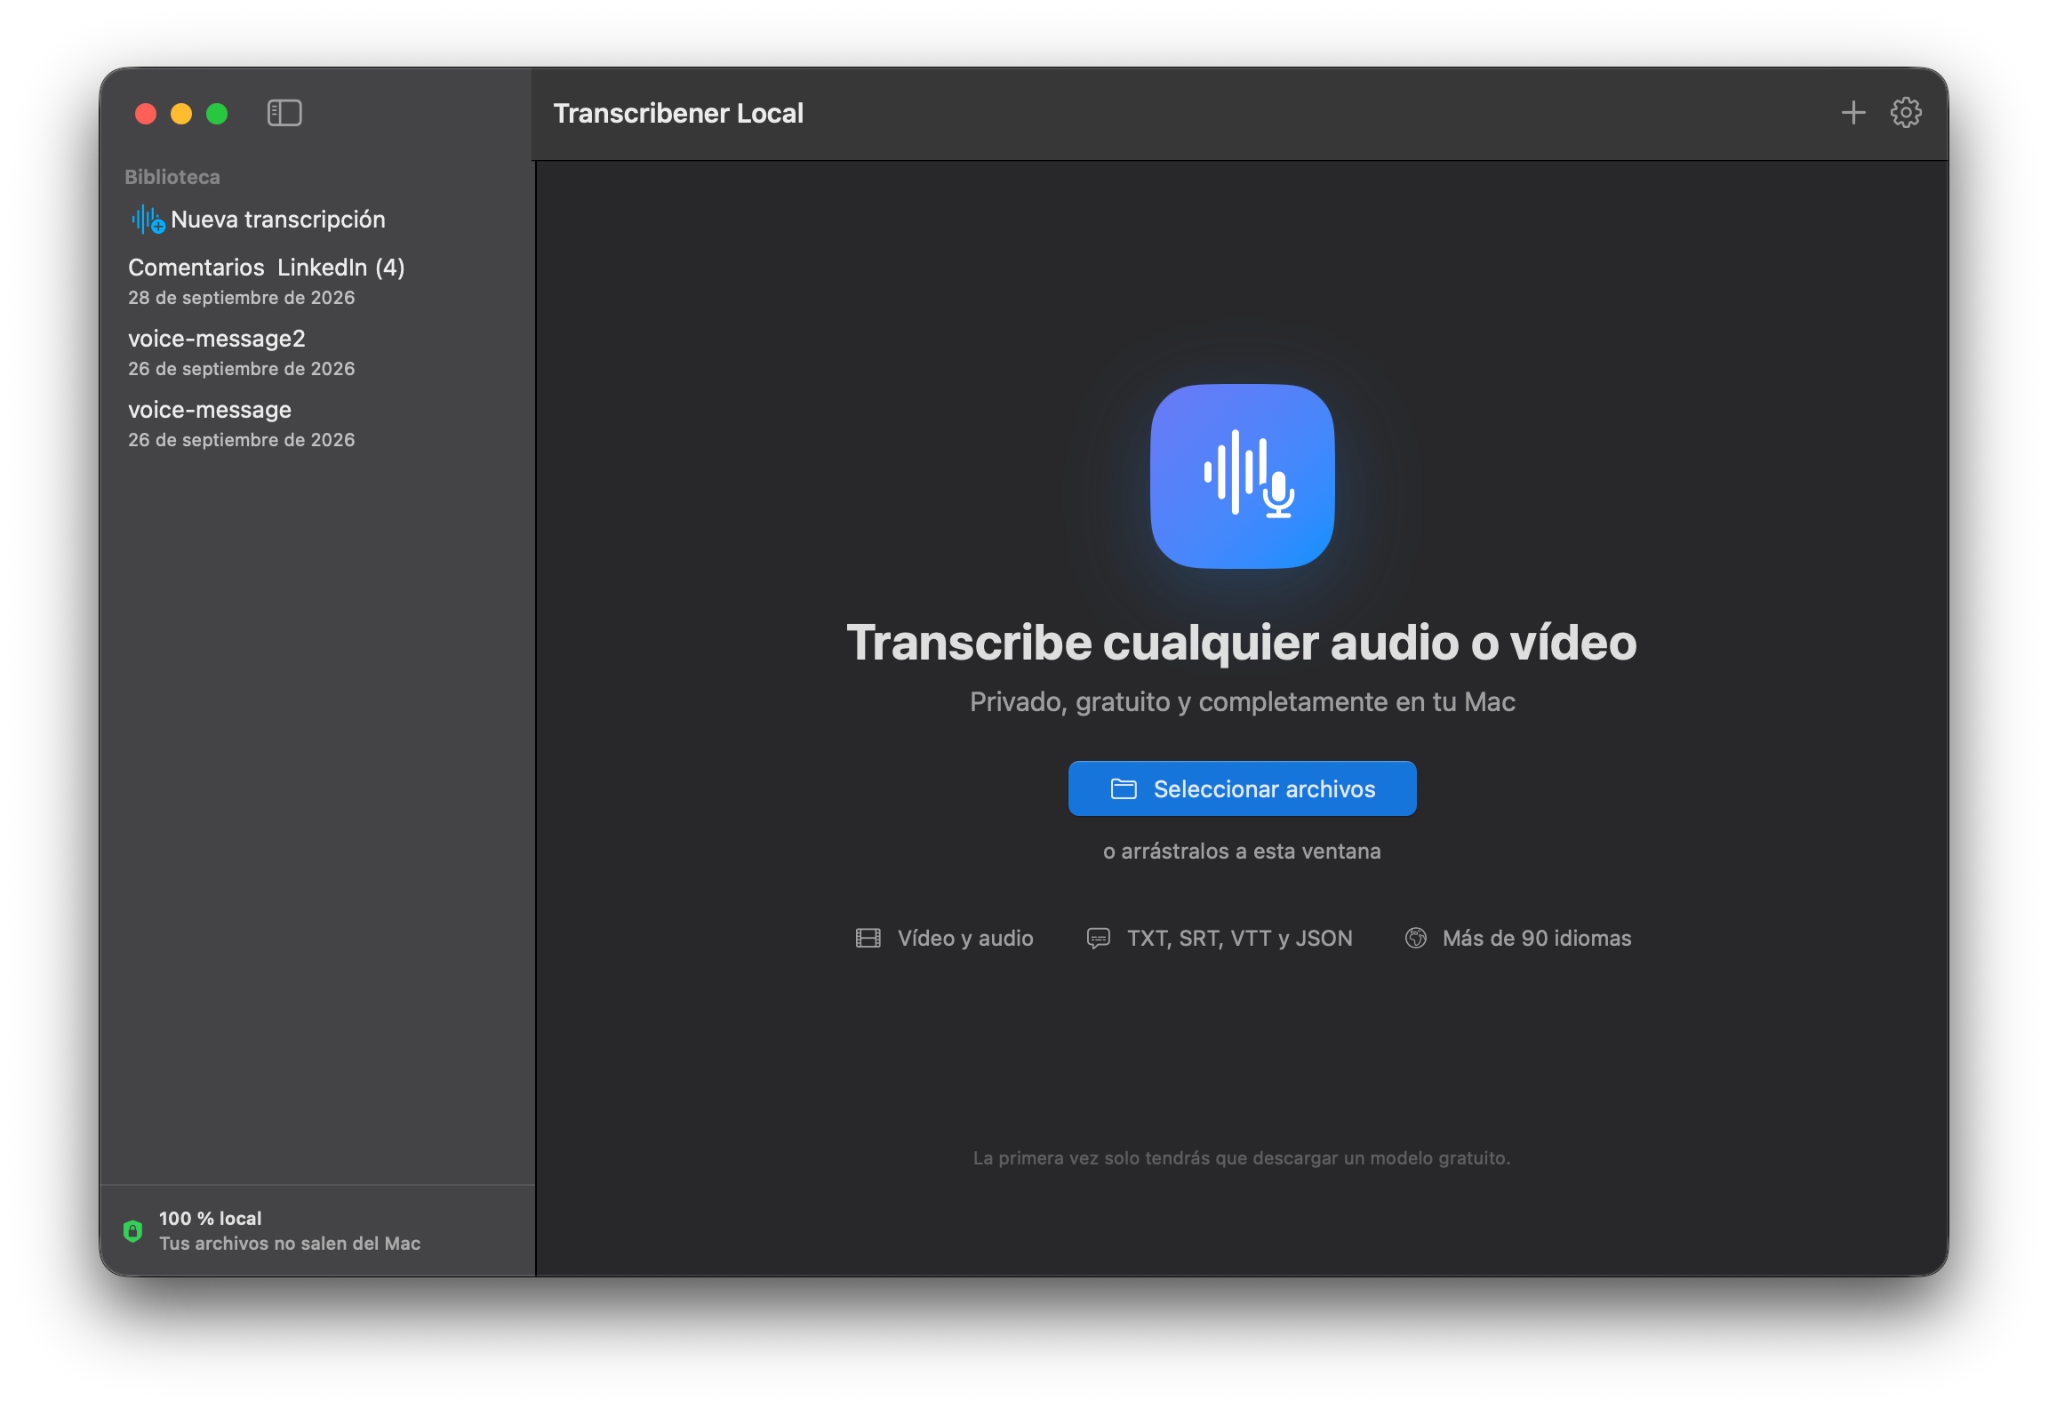 Transcribener Local
Biblioteca
Nueva transcripción
Comentarios  LinkedIn (4)
28 de septiembre de 2026
voice-message2
26 de septiembre de 2026
voice-message
26 de septiembre de 2026
100 % local
Tus archivos no salen del Mac
Transcribe cualquier audio o vídeo
Privado, gratuito y completamente en tu Mac
Seleccionar archivos
o arrástralos a esta ventana
Vídeo y audio
TXT, SRT, VTT y JSON
Más de 90 idiomas
La primera vez solo tendrás que descargar un modelo gratuito.